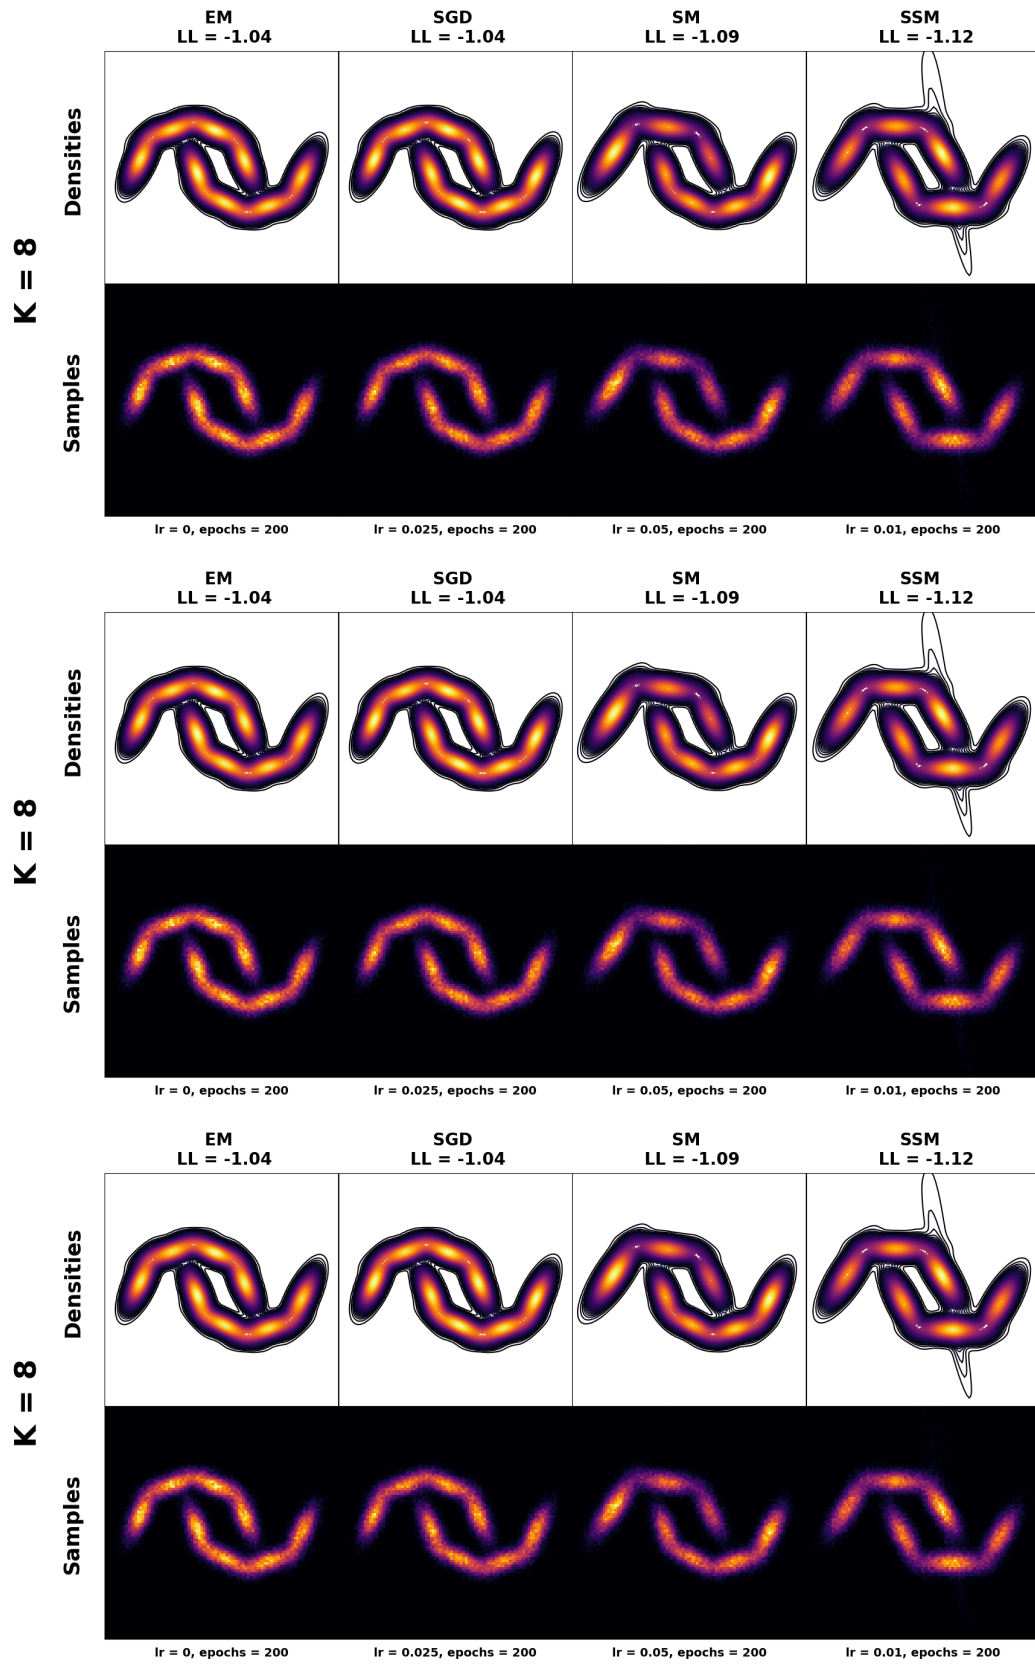 EM
LL = -1.04
SGD
LL = -1.04
SM
LL = -1.09
SSM
LL = -1.12
K = 8
Densities
Samples
lr = 0, epochs = 200
lr = 0.025, epochs = 200
lr = 0.05, epochs = 200
lr = 0.01, epochs = 200
EM
LL = -1.04
SGD
LL = -1.04
SM
LL = -1.09
SSM
LL = -1.12
K = 8
Densities
Samples
lr = 0, epochs = 200
lr = 0.025, epochs = 200
lr = 0.05, epochs = 200
lr = 0.01, epochs = 200
EM
LL = -1.04
SGD
LL = -1.04
SM
LL = -1.09
SSM
LL = -1.12
K = 8
Densities
Samples
lr = 0, epochs = 200
lr = 0.025, epochs = 200
lr = 0.05, epochs = 200
lr = 0.01, epochs = 200